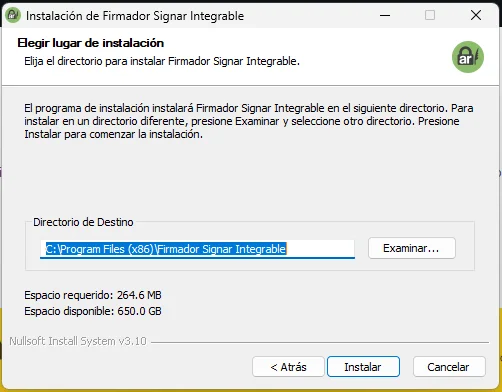 Instalación de Firmador Signar Integrable
Elegir lugar de instalación
Elija el directorio para instalar Firmador Signar Integrable.
ar
El programa de instalación instalará Firmador Signar Integrable en el siguiente directorio. Para
instalar en un directorio diferente, presione Examinar y seleccione otro directorio. Presione
Instalar para comenzar la instalación.
Directorio de Destino
C:\Program Files (x86)\Firmador Signar Integrable
Examinar...
Espacio requerido: 264.6 MB
Espacio disponible: 650.0 GB
Nullsoft Install System v3.10
< Atrás
Instalar
Cancelar